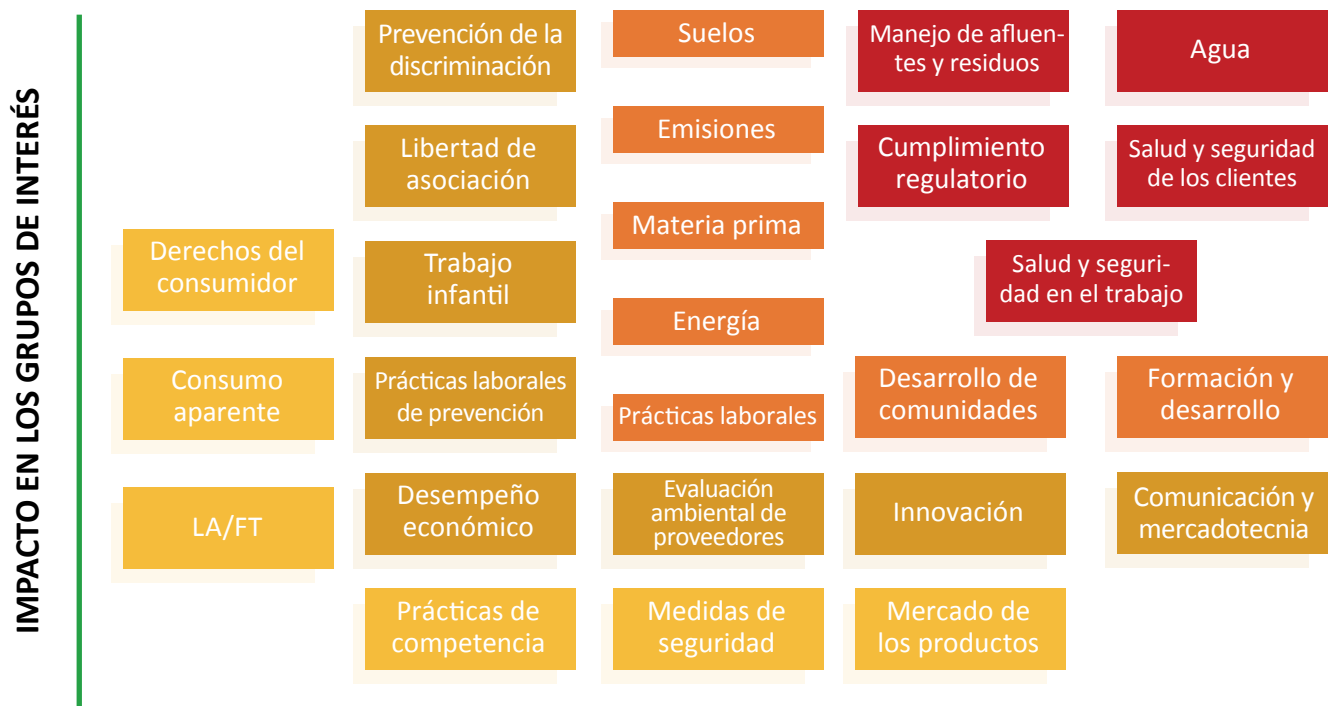 IMPACTO EN LOS GRUPOS DE INTERÉS
Prevención de la
discriminación
Suelos
Manejo de afluen-
tes y residuos
Agua
Libertad de
asociación
Emisiones
Cumplimiento
regulatorio
Salud y seguridad
de los clientes
Derechos del
consumidor
Trabajo
infantil
Materia prima
Salud y seguri-
dad en el trabajo
Energía
Consumo
aparente
Prácticas laborales
de prevención
Prácticas laborales
Desarrollo de
comunidades
Formación y
desarrollo
LA/FT
Desempeño
económico
Evaluación
ambiental de
proveedores
Innovación
Comunicación y
mercadotecnia
Prácticas de
competencia
Medidas de
seguridad
Mercado de
los productos